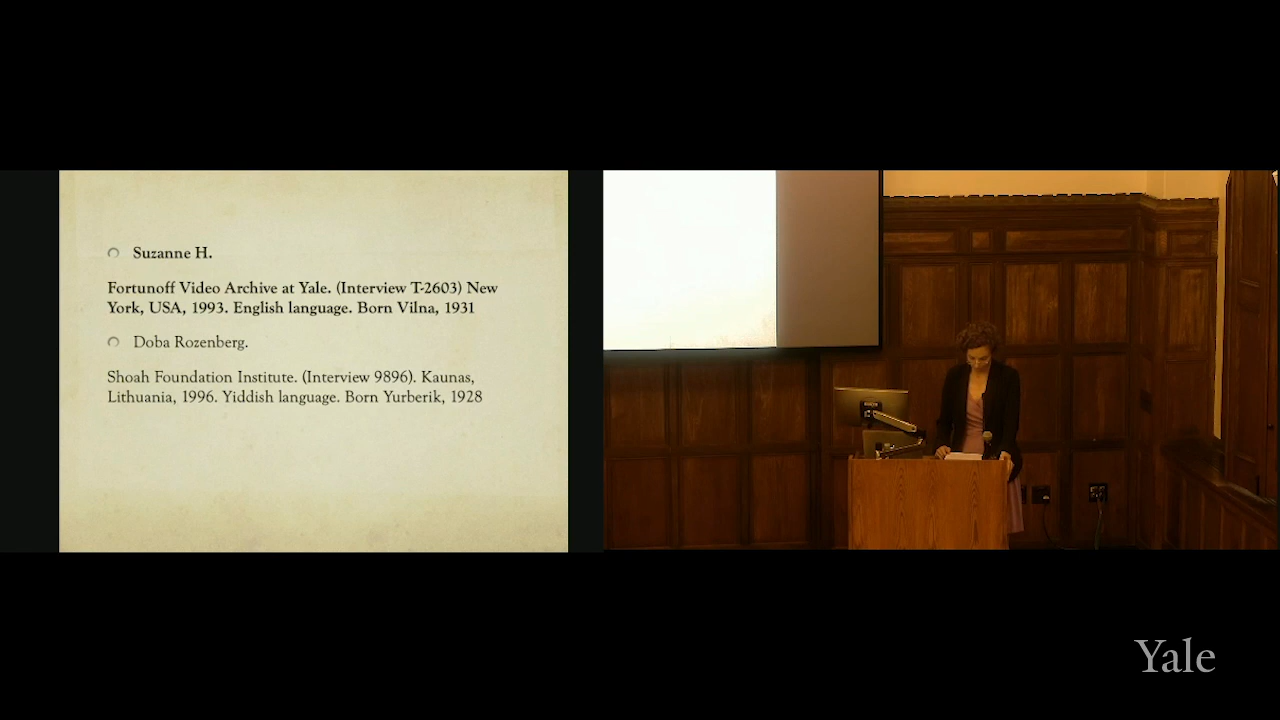 Suzanne H.
Fortunoff Video Archive at Yale. (Interview T-2603) New
York, USA, 1993. English language. Born Vilna, 1931
Doba Rozenberg.
Shoah Foundation Institute. (Interview 9896). Kaunas,
Lithuania, 1996. Yiddish language. Born Yurberik, 1928
Yale